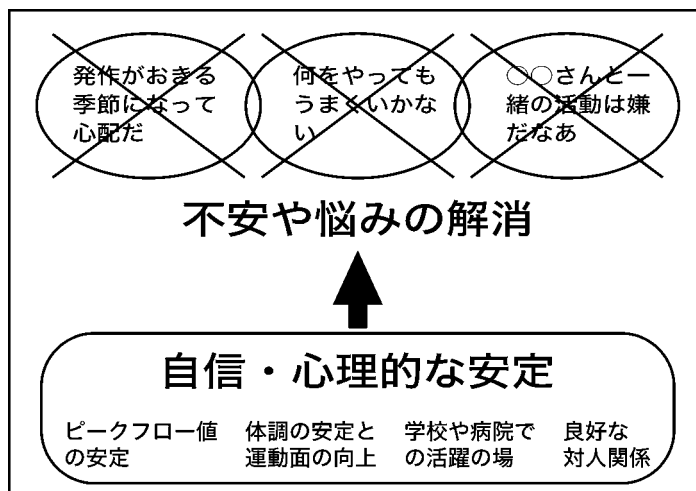 発作がおきる
季節になって
心配だ
何をやっても
うまくいかな
い
○○さんと一
緒の活動は嫌
だなあ
不安や悩みの解消
自信・心理的な安定
ピークフロー値
の安定
体調の安定と
運動面の向上
学校や病院で
の活躍の場
良好な
対人関係